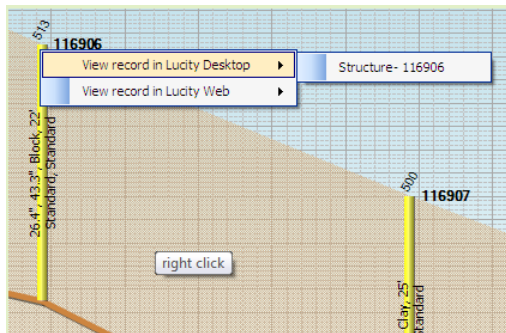 513
116906
View record in Lucity Desktop
Structure- 116906
View record in Lucity Web
26.4", 43.3", Block, 22'
Standard, Standard
500
116907
right click
Clay, 25'
Standard